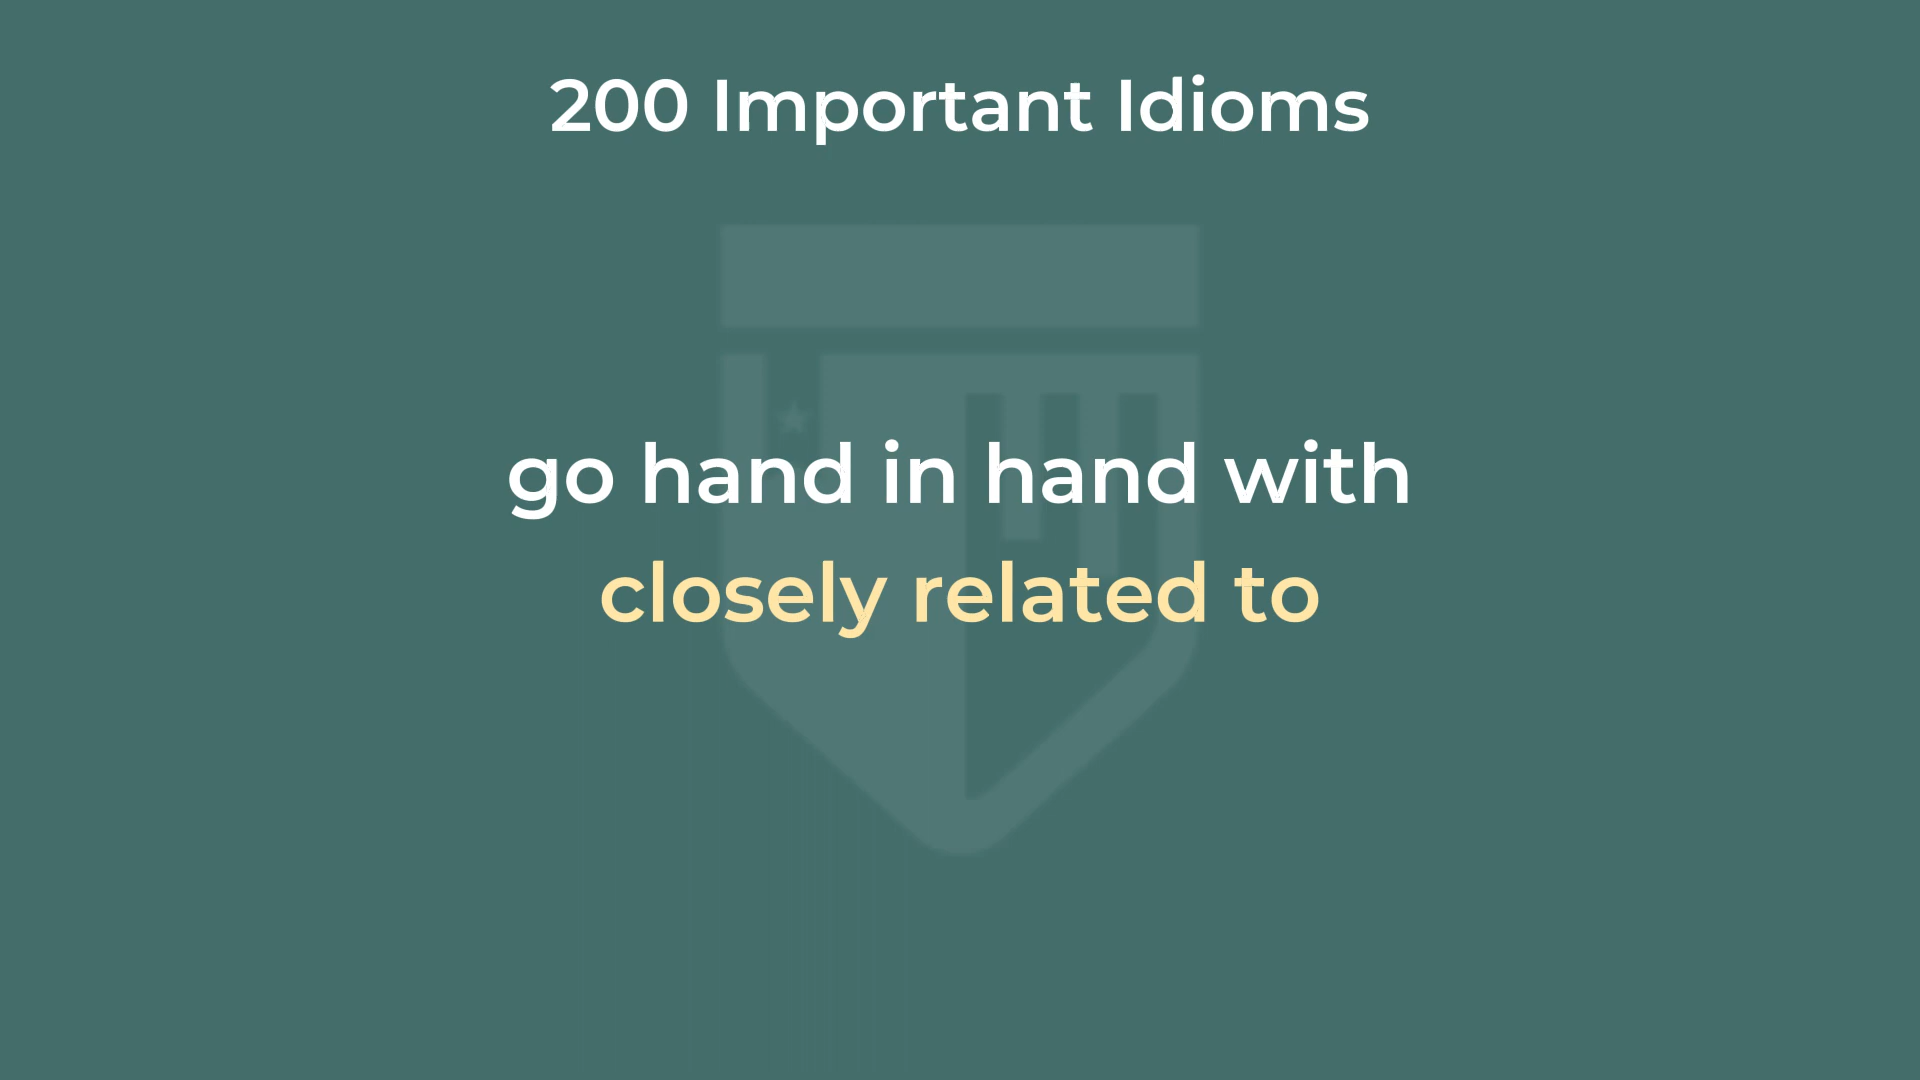 200 Important Idioms
go hand in hand with
closely related to